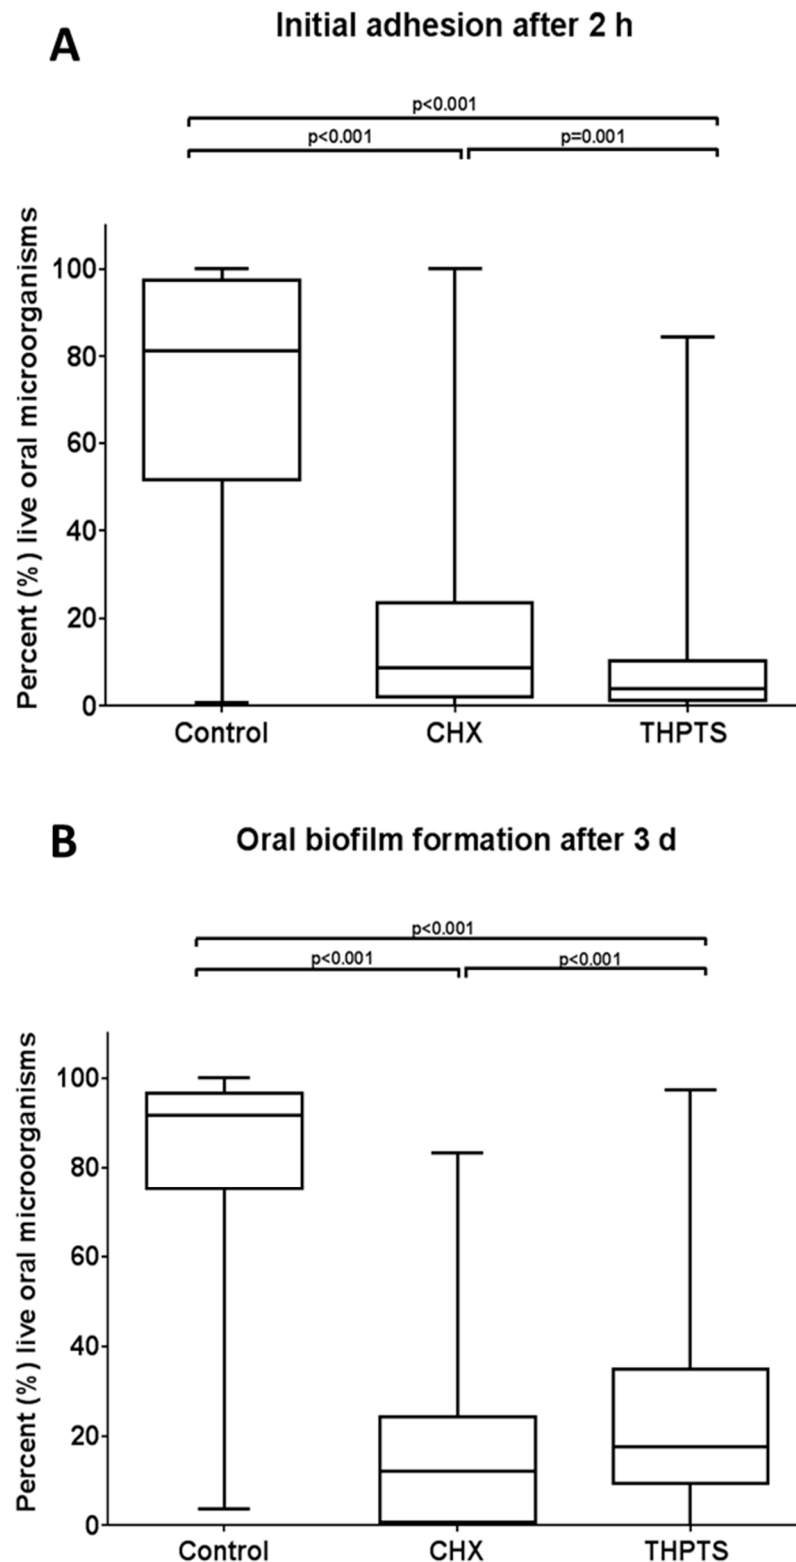 A
Initial adhesion after 2 h
p<0.001
p<0.001 p=0.001
Percent (%) live oral microorganisms
100
80
60
40
20
0
Control CHX THPTS
B
Oral biofilm formation after 3 d
p<0.001
p<0.001 p<0.001
Percent (%) live oral microorganisms
100
80
60
40
20
0
Control CHX THPTS